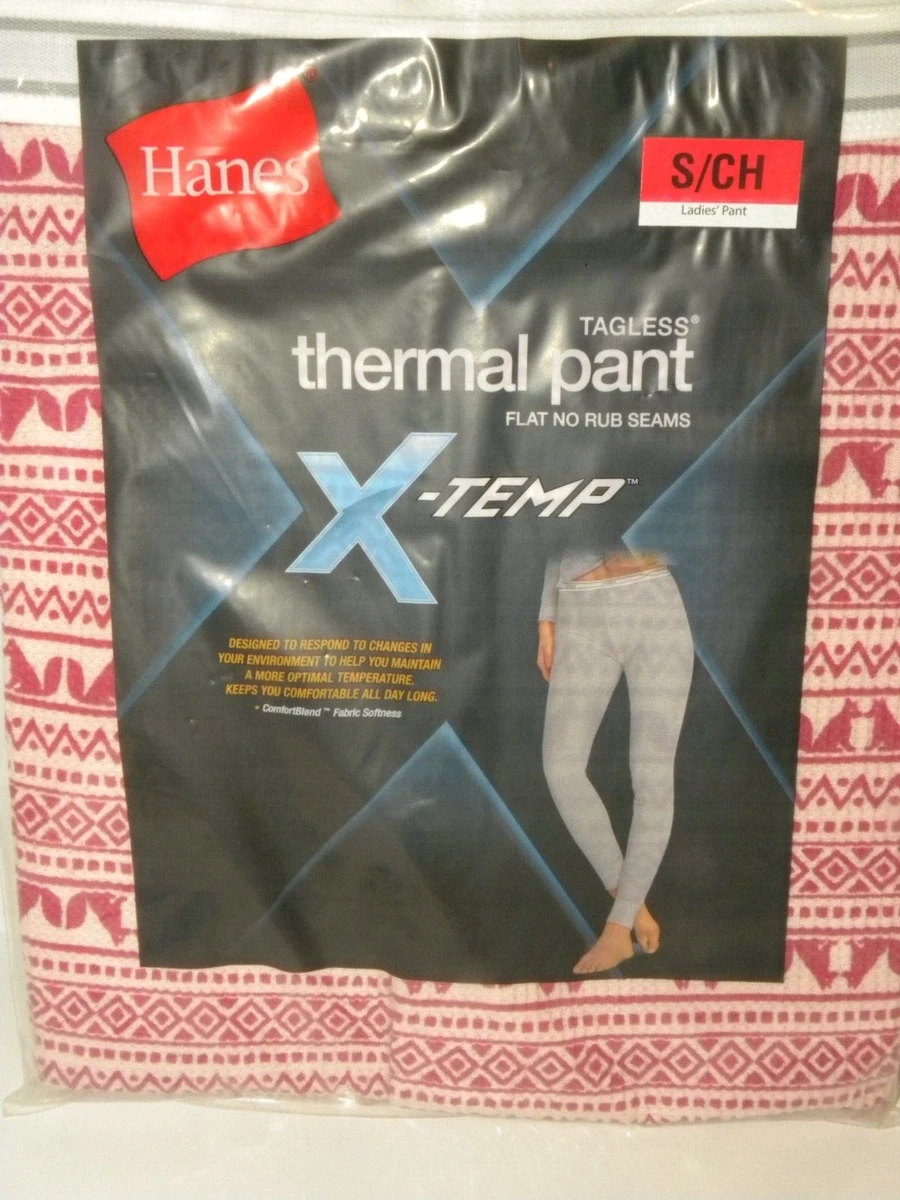 Hanes®
S/CH
Ladies' Pant
TAGLESS®
thermal pant
FLAT NO RUB SEAMS
X-TEMP™
DESIGNED TO RESPOND TO CHANGES IN
YOUR ENVIRONMENT TO HELP YOU MAINTAIN
A MORE OPTIMAL TEMPERATURE.
KEEPS YOU COMFORTABLE ALL DAY LONG.
• ComfortBlend™ Fabric Softness